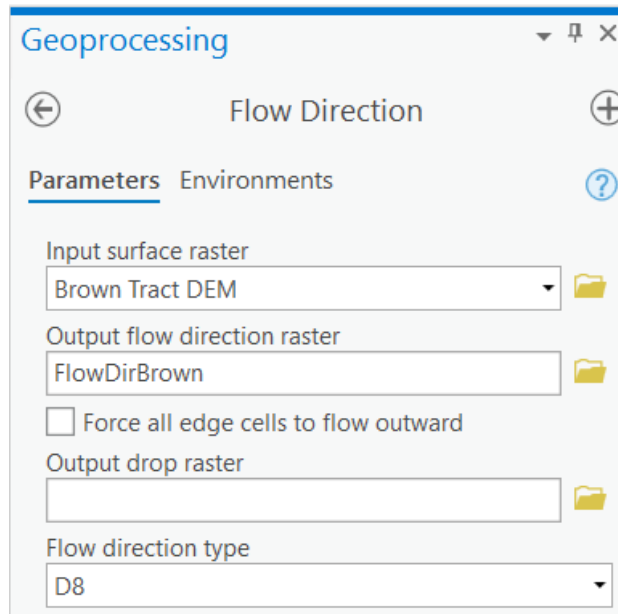 Geoprocessing
Flow Direction
Parameters Environments
Input surface raster
Brown Tract DEM
Output flow direction raster
FlowDirBrown
Force all edge cells to flow outward
Output drop raster
Flow direction type
D8